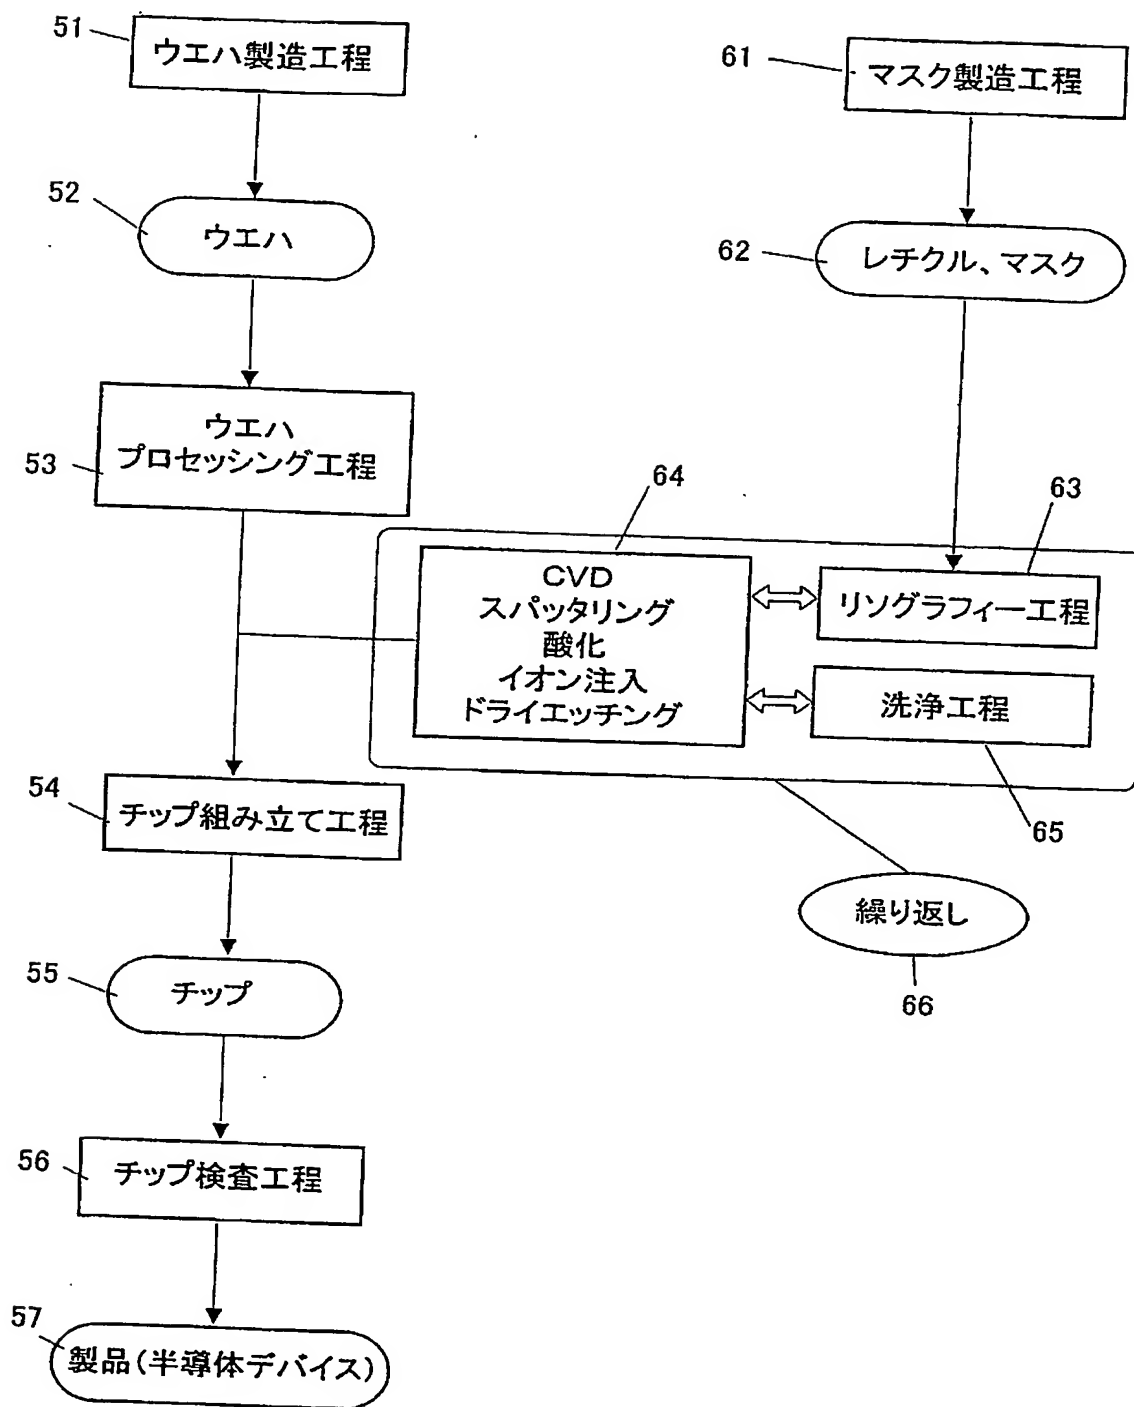 51
ウエハ製造工程
61
マスク製造工程
52
ウエハ
62
レチクル、マスク
53
ウエハ
プロセッシング工程
64
63
CVD
スパッタリング
酸化
イオン注入
ドライエッチング
リソグラフィー工程
洗浄工程
65
54
チップ組み立て工程
繰り返し
66
55
チップ
56
チップ検査工程
57
製品(半導体デバイス)